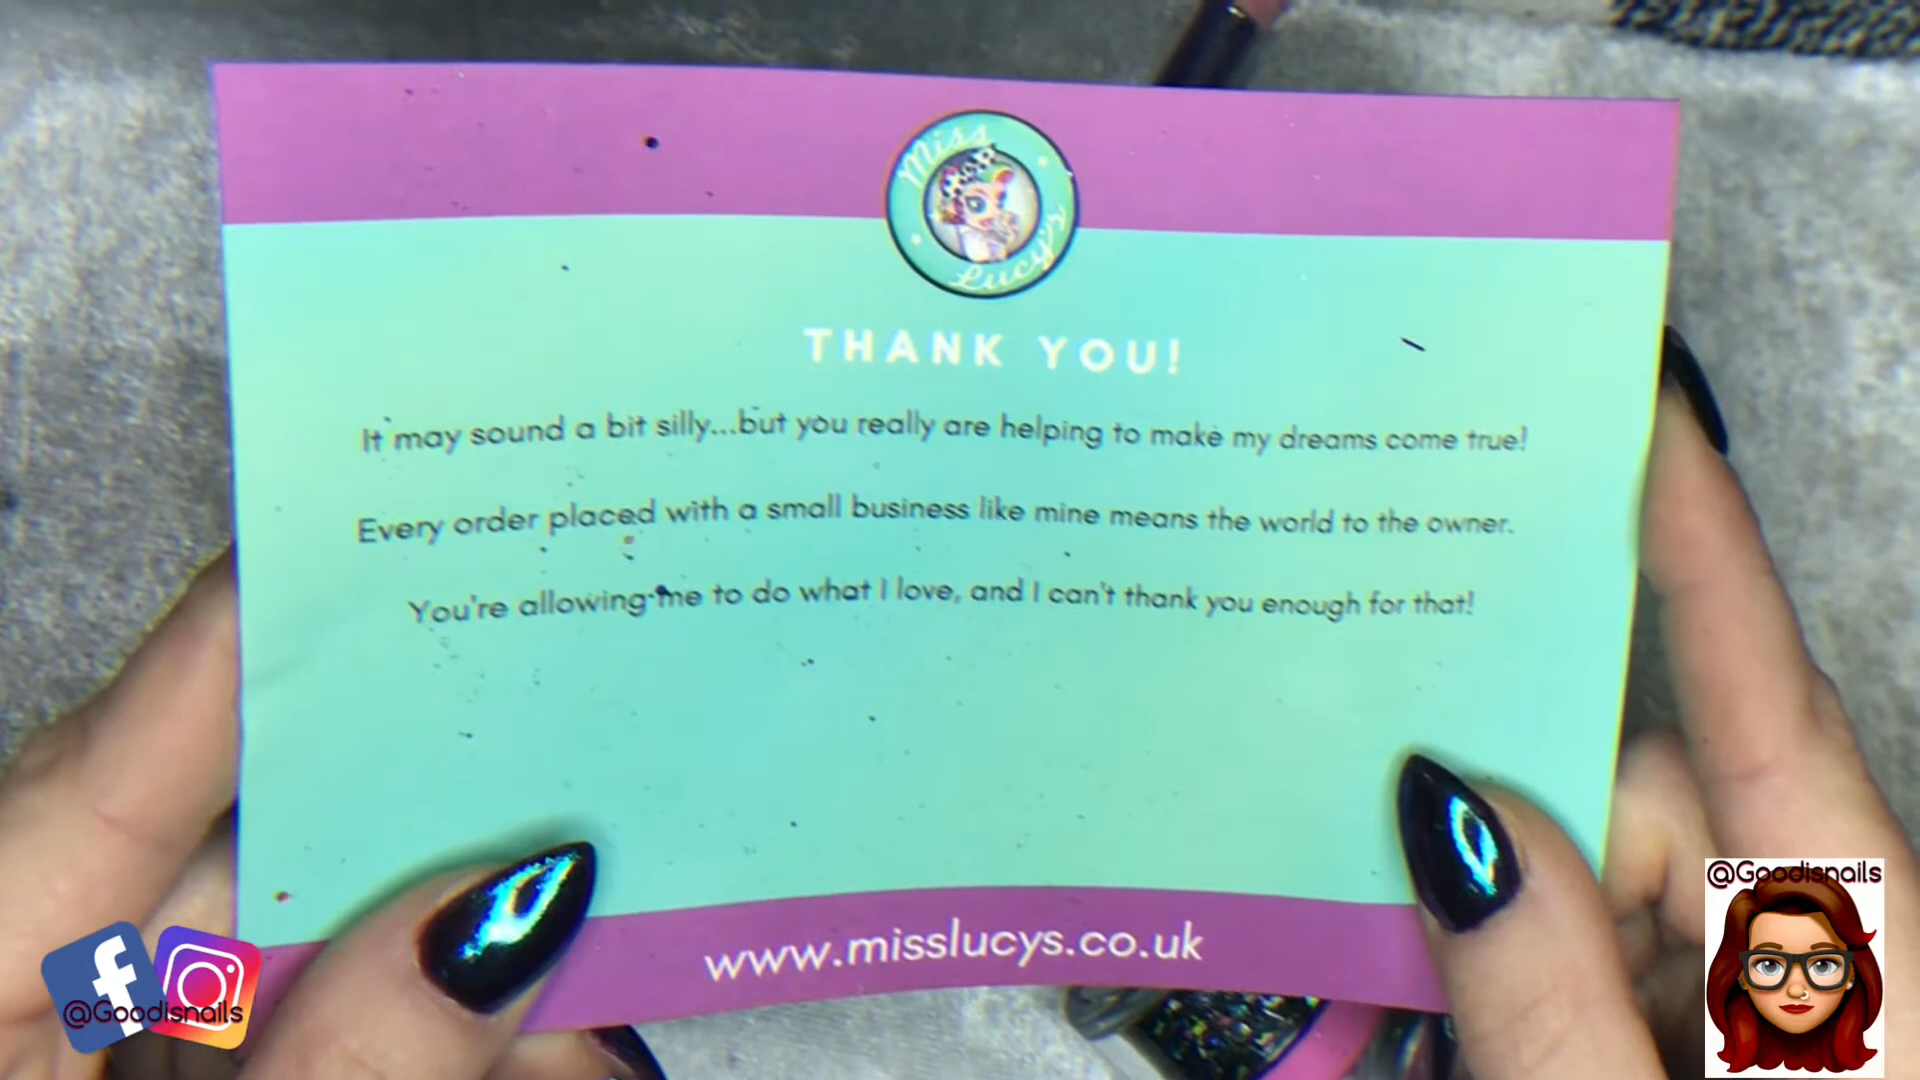 Miss
Lucy's
THANK YOU!
It may sound a bit silly...but you really are helping to make my dreams come true!
Every order placed with a small business like mine means the world to the owner.
You're allowing me to do what I love, and I can't thank you enough for that!
www.misslucys.co.uk
@Goodisnails
@Goodisnails